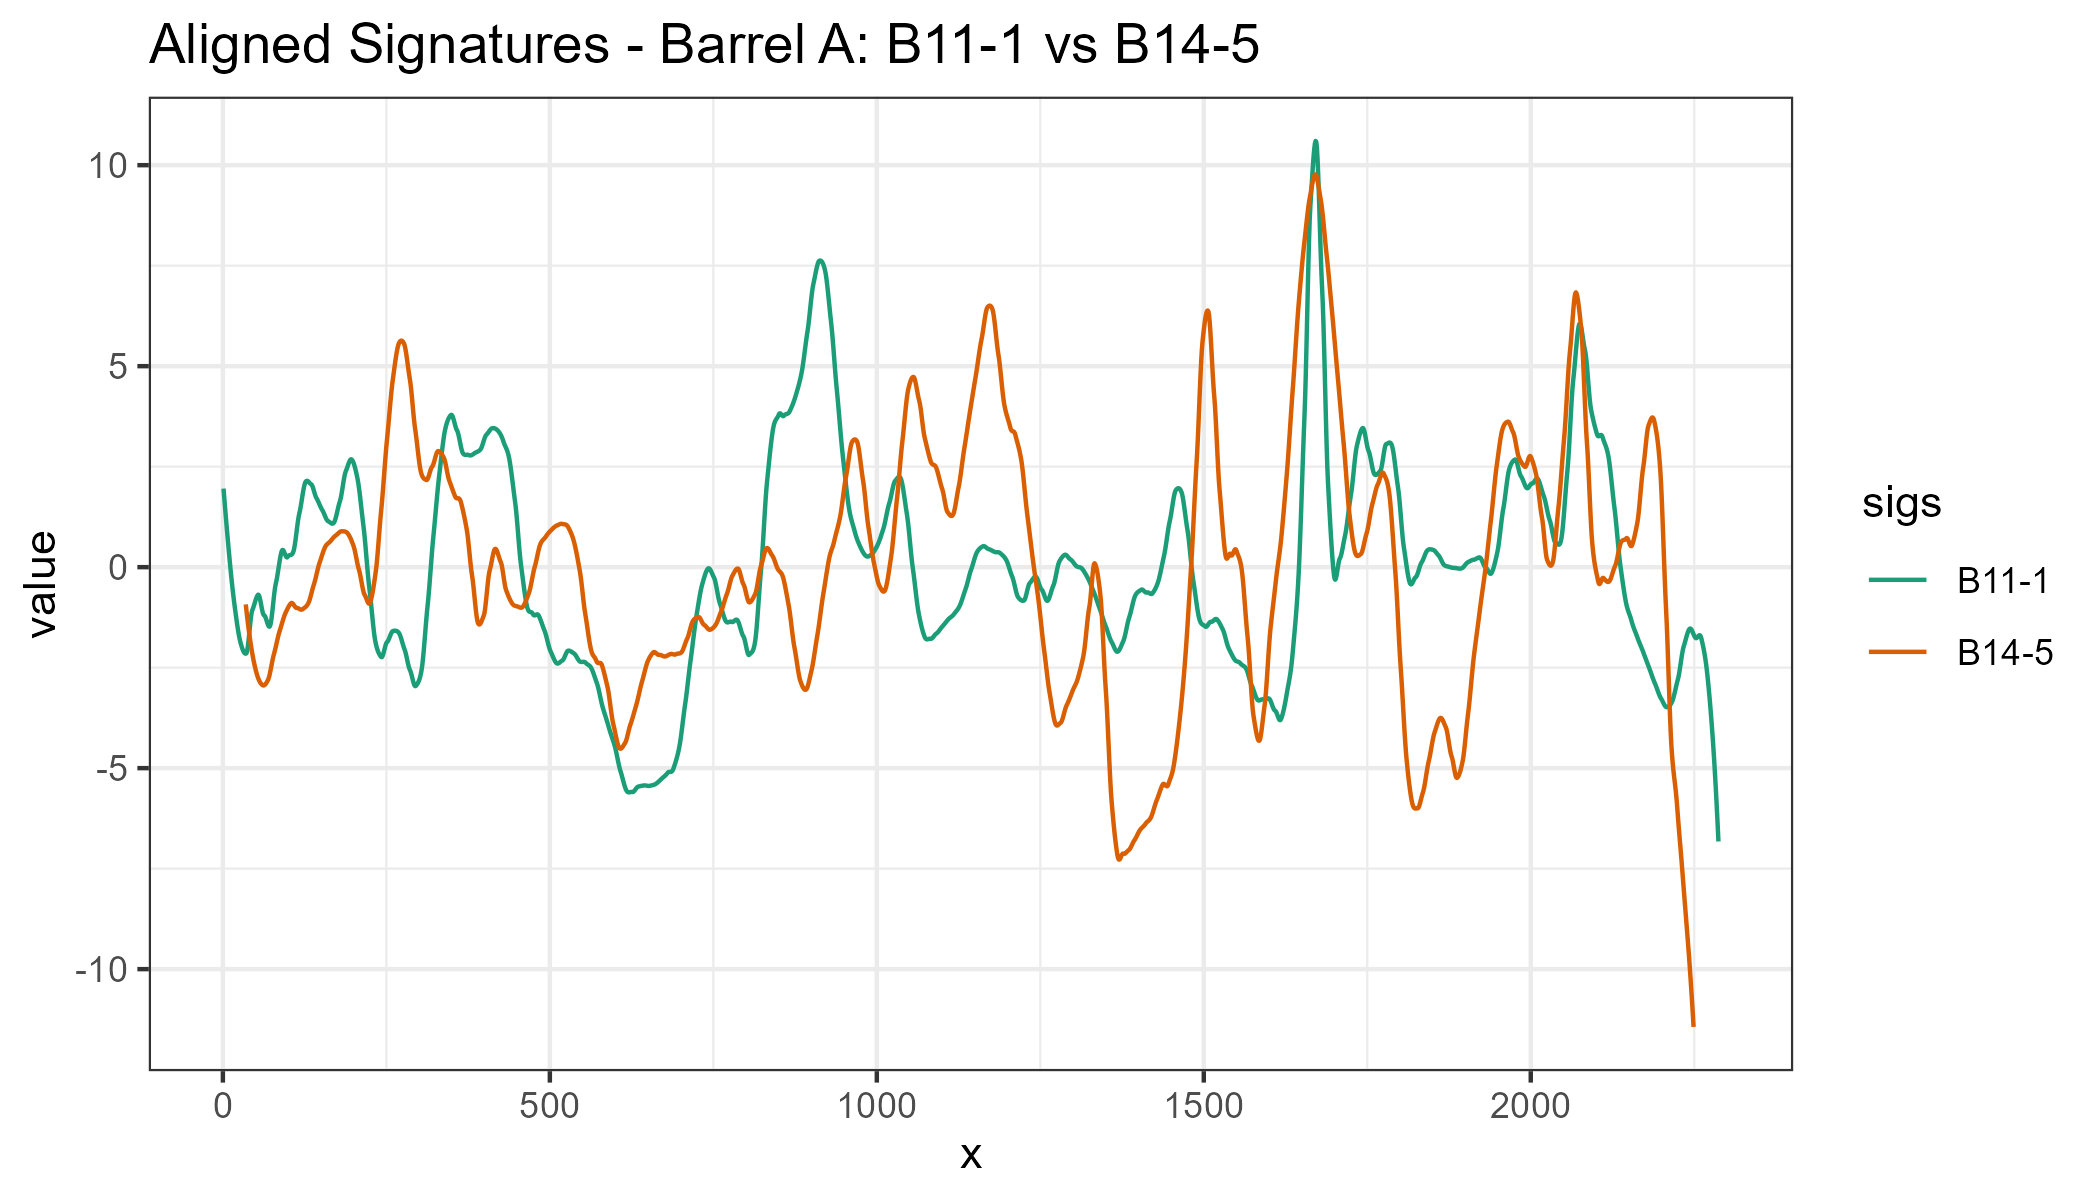 Aligned Signatures - Barrel A: B11-1 vs B14-5
10
5
0
-5
-10
value
0 500 1000 1500 2000
x
sigs
B11-1
B14-5